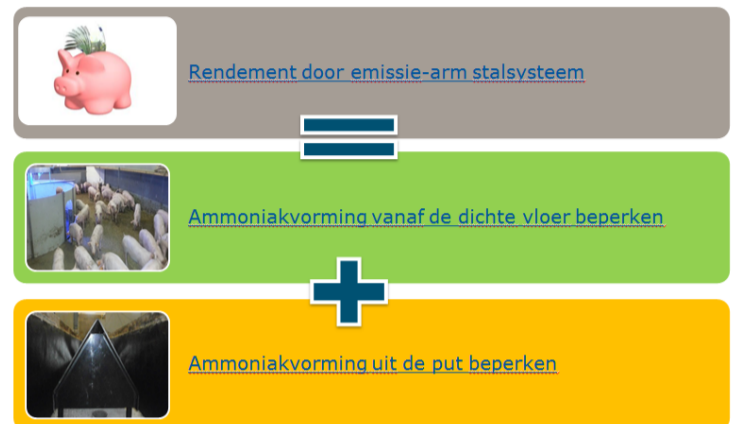 Rendement door emissie-arm stalsysteem
Ammoniakvorming vanaf de dichte vloer beperken
Ammoniakvorming uit de put beperken